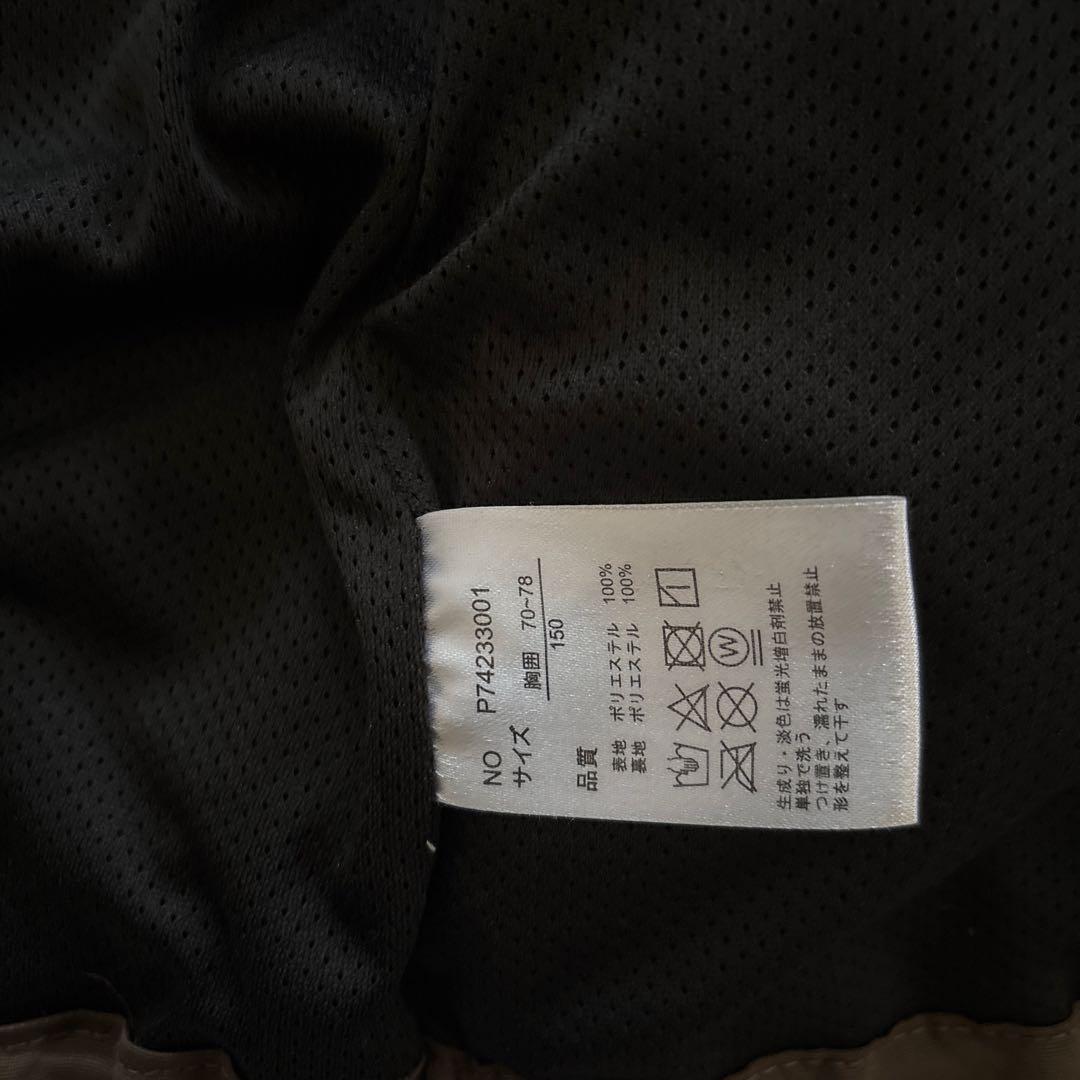 NO P74233001
サイズ 胸囲 70~78
150
品質
表地 ポリエステル 100%
裏地 ポリエステル 100%
W
生成り・淡色は蛍光増白剤禁止
単独で洗う
つけ置き、濡れたままの放置禁止
形を整えて干す